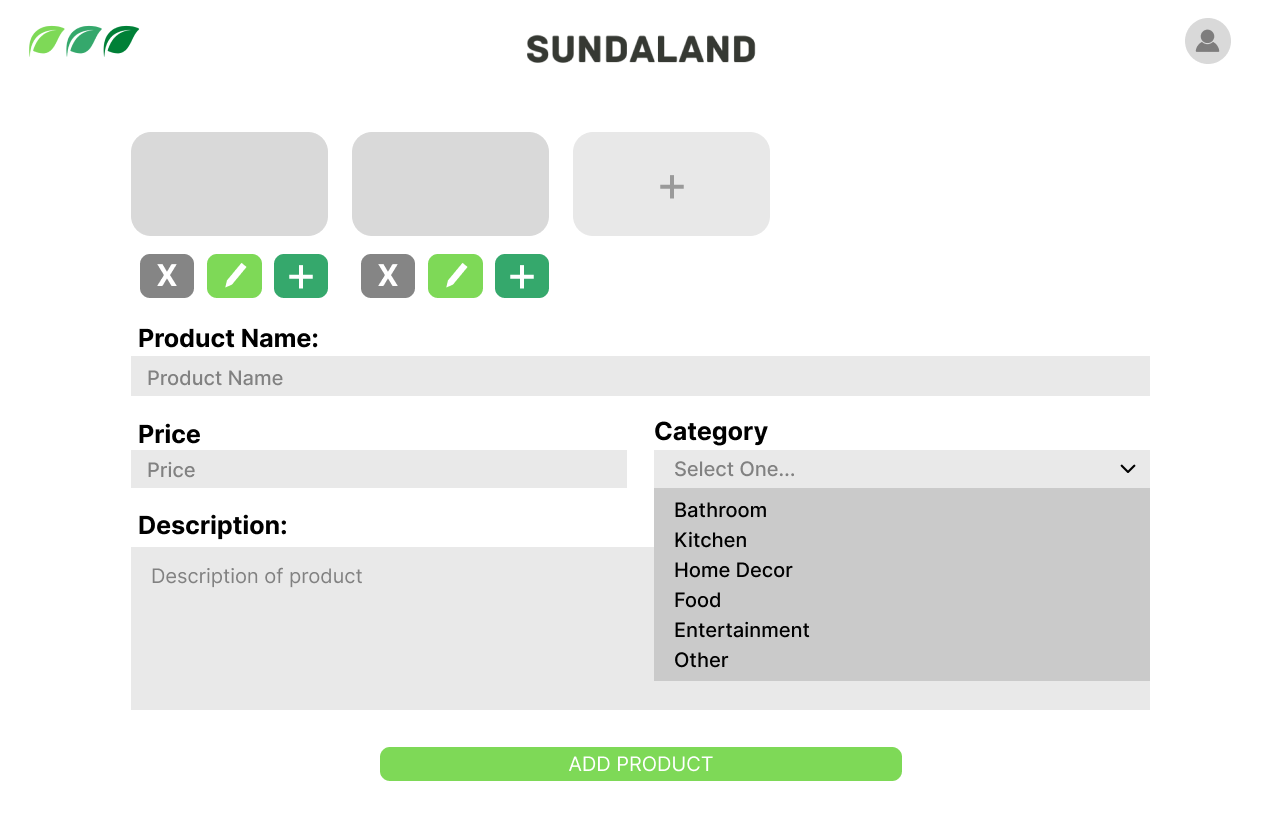 SUNDALAND
+
X + X +
Product Name:
Product Name
Price
Price
Category
Select One...
Bathroom
Kitchen
Home Decor
Food
Entertainment
Other
Description:
Description of product
ADD PRODUCT